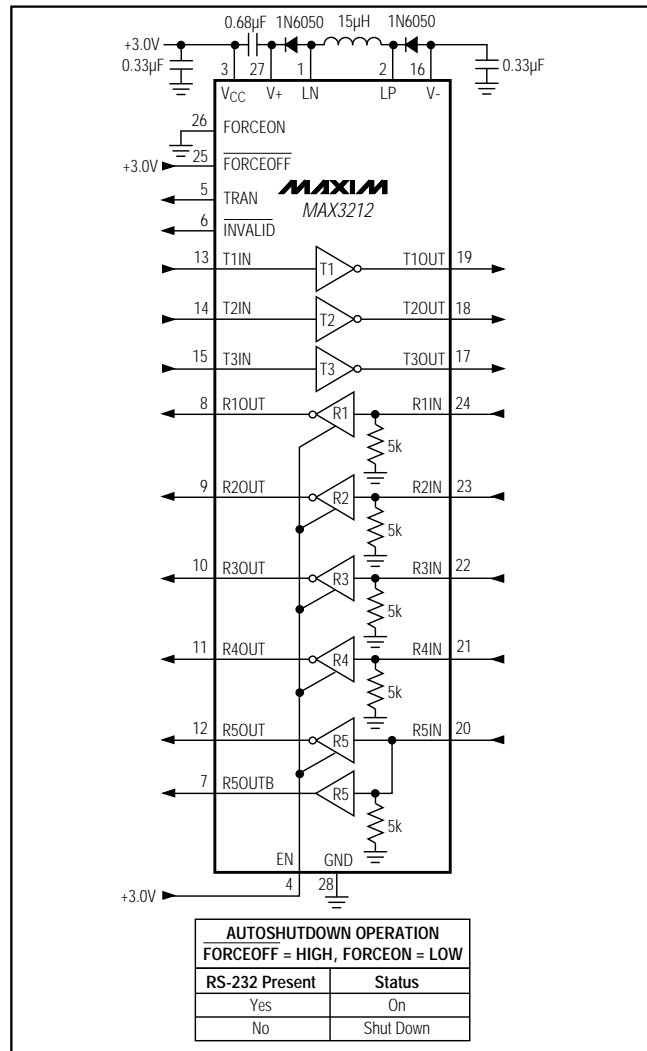 0.68µF 1N6050 15µH 1N6050
+3.0V
0.33µF 3 27 1 2 16 0.33µF
VCC V+ LN LP V-
26 FORCEON
+3.0V 25 FORCEOFF
5 TRAN
MAXIM
MAX3212
6 INVALID
13 T1IN T1 T1OUT 19
14 T2IN T2 T2OUT 18
15 T3IN T3 T3OUT 17
8 R1OUT R1 R1IN 24
5k
9 R2OUT R2 R2IN 23
5k
10 R3OUT R3 R3IN 22
5k
11 R4OUT R4 R4IN 21
5k
12 R5OUT R5 R5IN 20
7 R5OUTB R5
5k
EN GND
+3.0V 4 28
AUTOSHUTDOWN OPERATION
FORCEOFF = HIGH, FORCEON = LOW
RS-232 Present Status
Yes On
No Shut Down